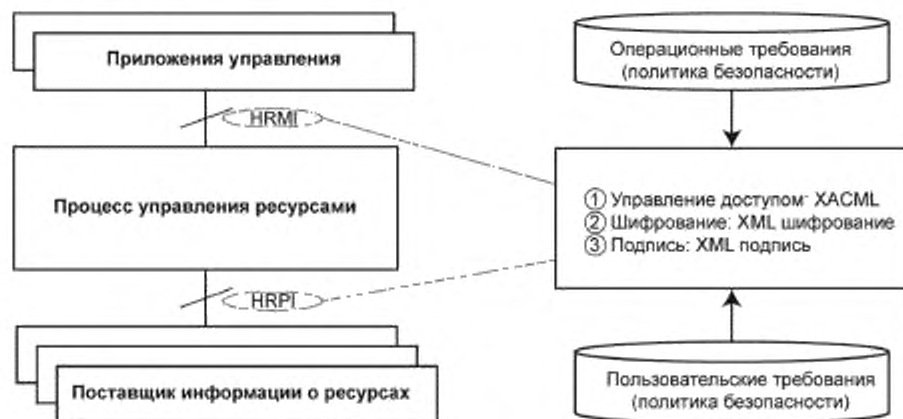 Приложения управления
HRMI
Процесс управления ресурсами
HRPI
Поставщик информации о ресурсах
Операционные требования
(политика безопасности)
① Управление доступом: XACML
② Шифрование: XML шифрование
③ Подпись: XML подпись
Пользовательские требования
(политика безопасности)